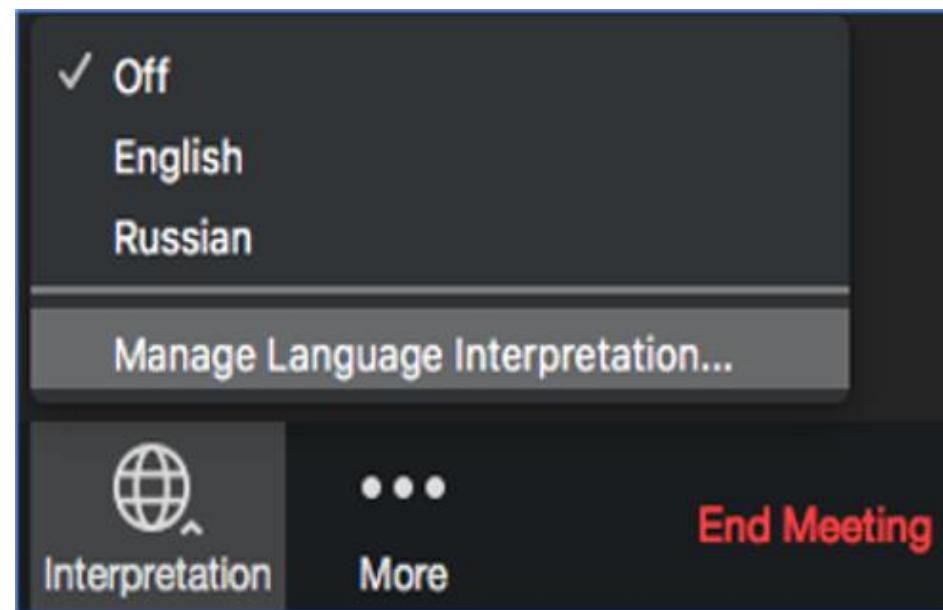 Off
English
Russian
Manage Language Interpretation...
Interpretation
More
End Meeting